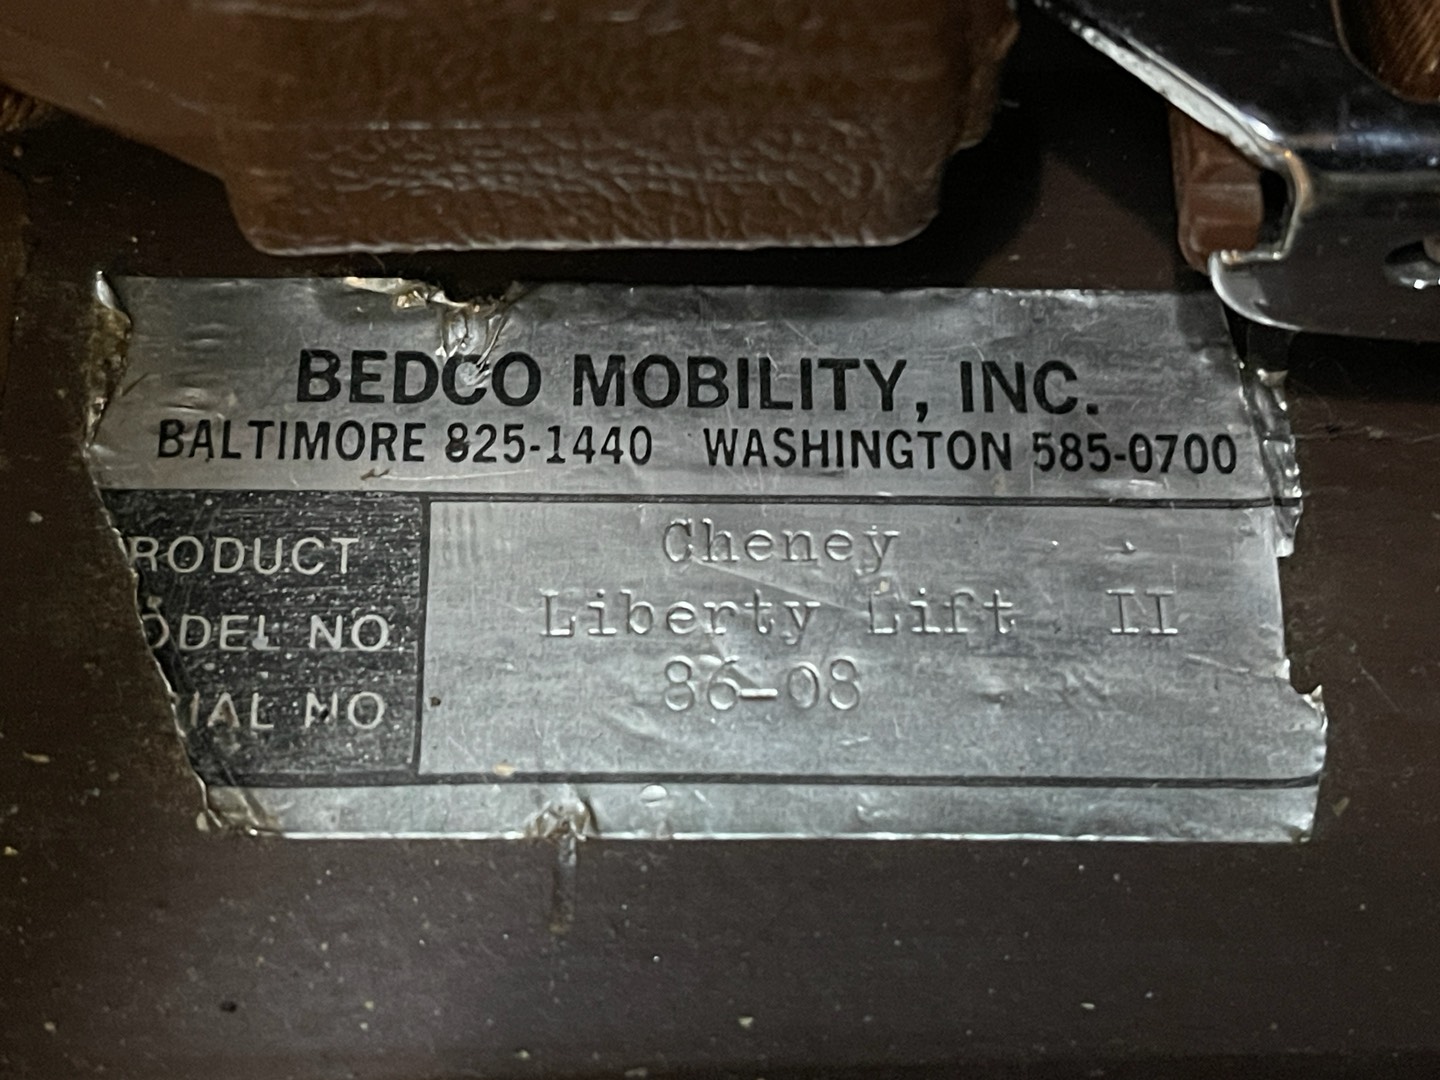 BEDCO MOBILITY, INC.
BALTIMORE 825-1440 WASHINGTON 585-0700
RODUCT Cheney
ODEL NO Liberty Lift II
IAL NO 86-08